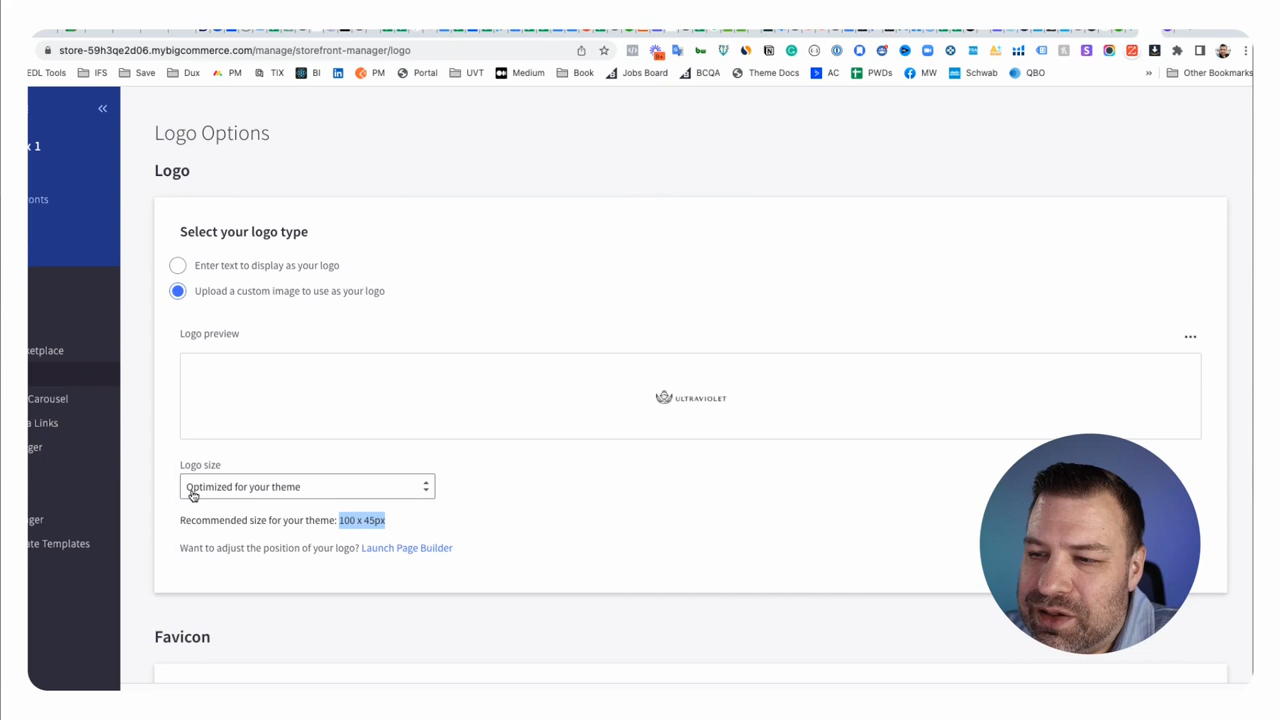 store-59h3qe2d06.mybigcommerce.com/manage/storefront-manager/logo
EDL Tools IFS Save Dux PM TIX BI PM Portal UVT Medium Book Jobs Board BCQA Theme Docs AC PWDs MW Schwab QBO » Other Bookmarks
«
x 1
onts
ketplace
Carousel
a Links
ger
ger
ate Templates
Logo Options
Logo
Select your logo type
Enter text to display as your logo
Upload a custom image to use as your logo
Logo preview
...
ULTRAVIOLET
Logo size
Optimized for your theme
Recommended size for your theme: 100 x 45px
Want to adjust the position of your logo? Launch Page Builder
Favicon